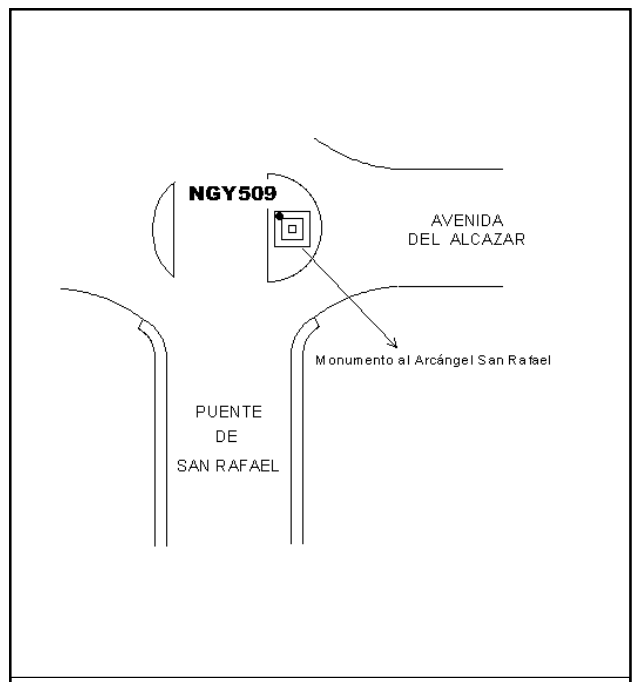 NGY509
AVENIDA
DEL ALCAZAR
Monumento al Arcángel San Rafael
PUENTE
DE
SAN RAFAEL